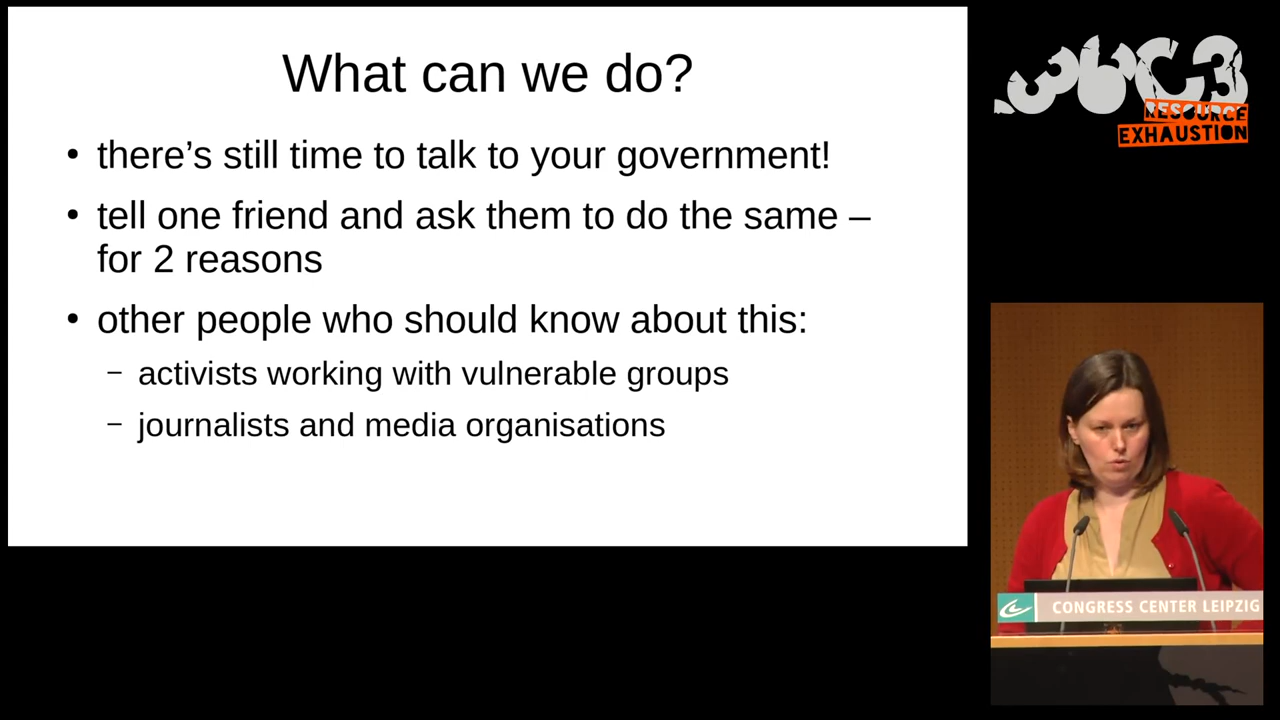 What can we do?
• there's still time to talk to your government!
• tell one friend and ask them to do the same –
for 2 reasons
• other people who should know about this:
– activists working with vulnerable groups
– journalists and media organisations
36C3
RESOURCE
EXHAUSTION
CONGRESS CENTER LEIPZIG